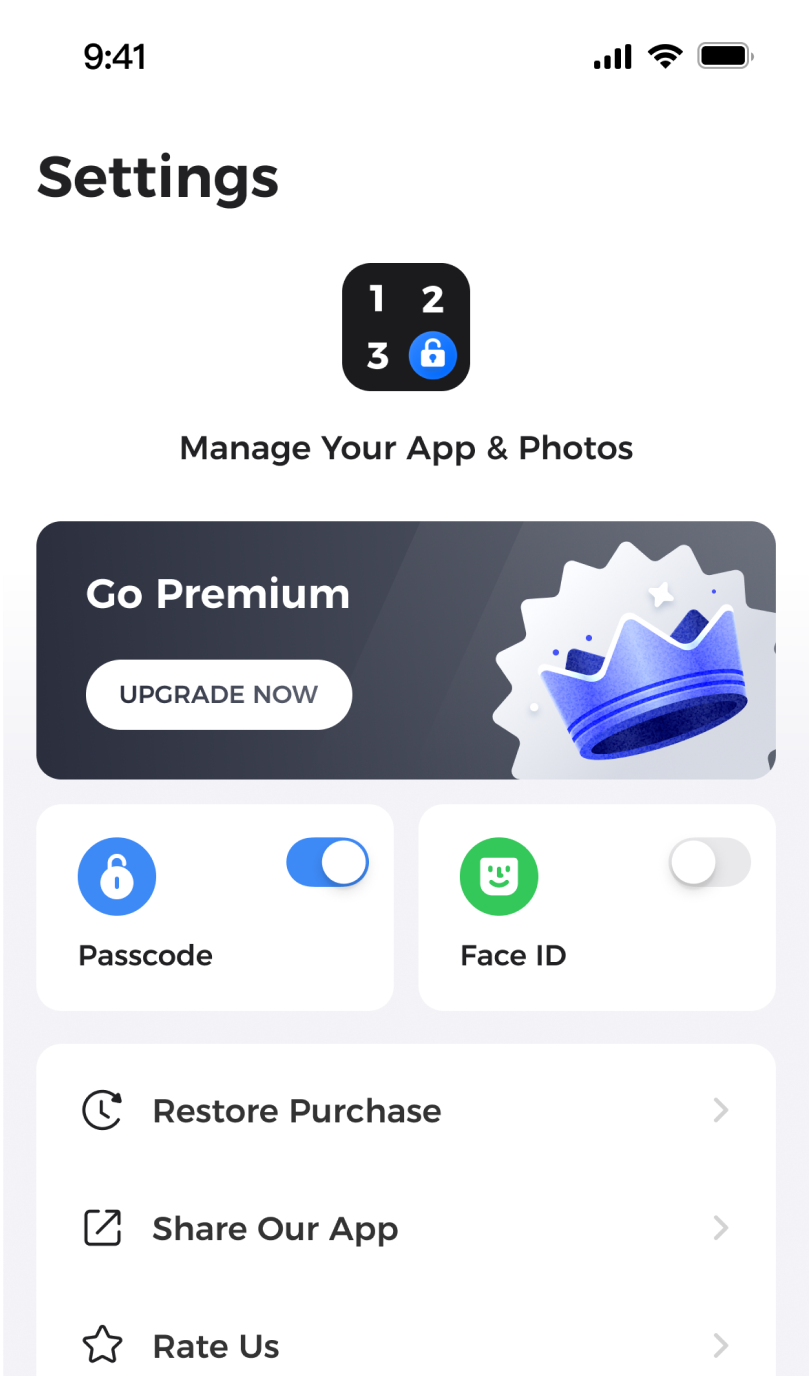 9:41
Settings
1 2
3
Manage Your App & Photos
Go Premium
UPGRADE NOW
Passcode
Face ID
Restore Purchase
Share Our App
Rate Us